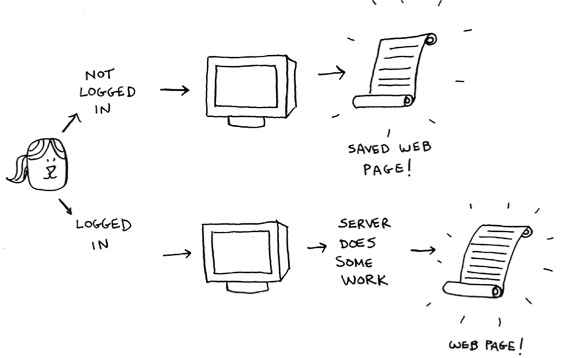 NOT
LOGGED
IN
SAVED WEB
PAGE!
LOGGED
IN
SERVER
DOES
SOME
WORK
WEB PAGE!